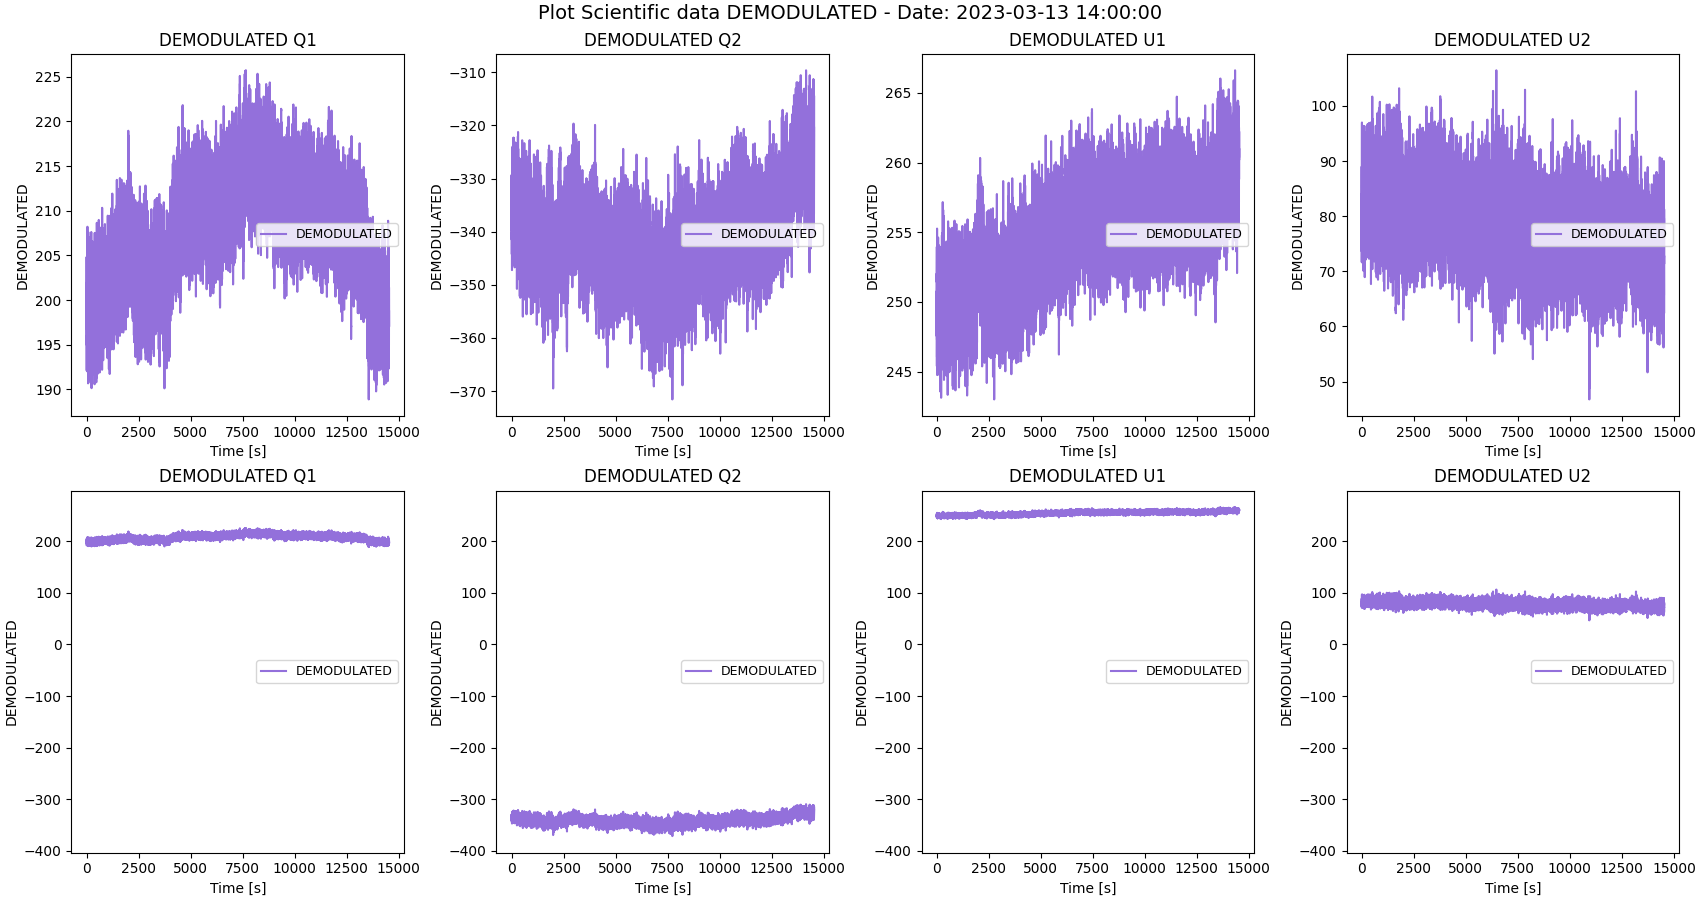 Plot Scientific data DEMODULATED - Date: 2023-03-13 14:00:00
DEMODULATED Q1
DEMODULATED
225
220
215
210
205
200
195
190
DEMODULATED
0 2500 5000 7500 10000 12500 15000
Time [s]
DEMODULATED Q2
DEMODULATED
−310
−320
−330
−340
−350
−360
−370
DEMODULATED
0 2500 5000 7500 10000 12500 15000
Time [s]
DEMODULATED U1
DEMODULATED
265
260
255
250
245
DEMODULATED
0 2500 5000 7500 10000 12500 15000
Time [s]
DEMODULATED U2
DEMODULATED
100
90
80
70
60
50
DEMODULATED
0 2500 5000 7500 10000 12500 15000
Time [s]
DEMODULATED Q1
DEMODULATED
200
100
0
−100
−200
−300
−400
DEMODULATED
0 2500 5000 7500 10000 12500 15000
Time [s]
DEMODULATED Q2
DEMODULATED
200
100
0
−100
−200
−300
−400
DEMODULATED
0 2500 5000 7500 10000 12500 15000
Time [s]
DEMODULATED U1
DEMODULATED
200
100
0
−100
−200
−300
−400
DEMODULATED
0 2500 5000 7500 10000 12500 15000
Time [s]
DEMODULATED U2
DEMODULATED
200
100
0
−100
−200
−300
−400
DEMODULATED
0 2500 5000 7500 10000 12500 15000
Time [s]